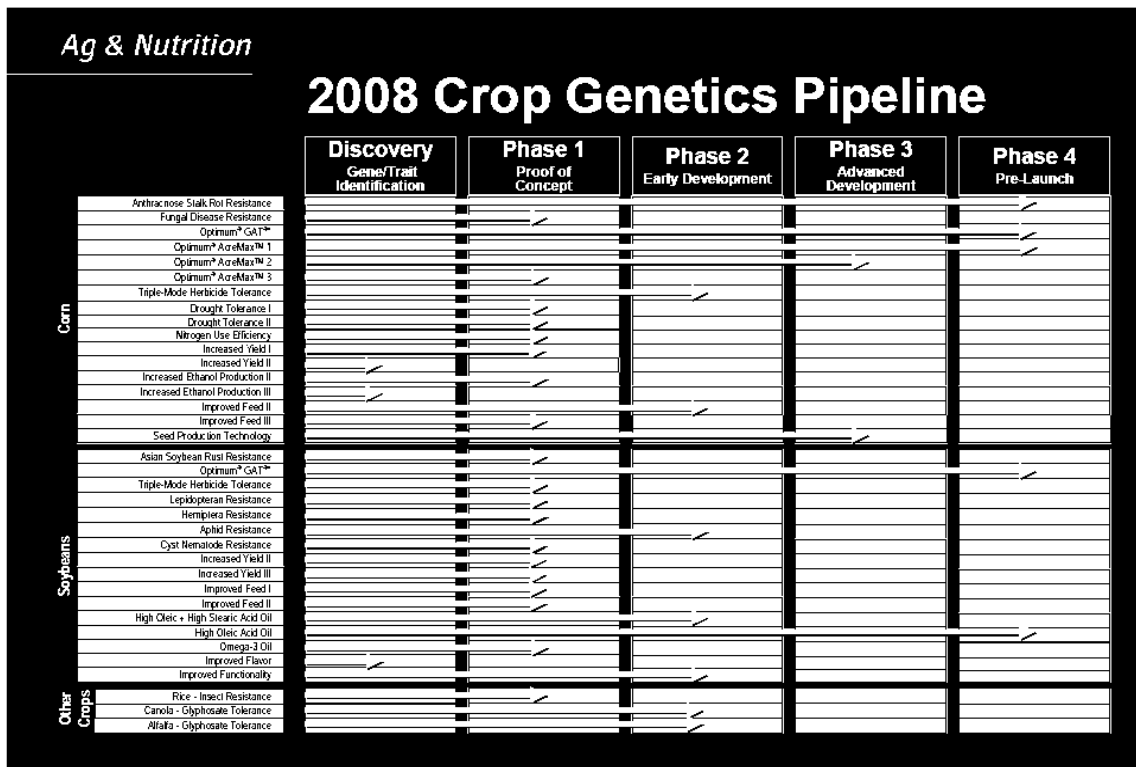 Ag & Nutrition
2008 Crop Genetics Pipeline
Discovery
Gene/Trait
Identification
Phase 1
Proof of
Concept
Phase 2
Early Development
Phase 3
Advanced
Development
Phase 4
Pre-Launch
Corn
Anthracnose Stalk Rot Resistance
Fungal Disease Resistance
Optimum® GAT®
Optimum® AcreMax™ 1
Optimum® AcreMax™ 2
Optimum® AcreMax™ 3
Triple-Mode Herbicide Tolerance
Drought Tolerance I
Drought Tolerance II
Nitrogen Use Efficiency
Increased Yield I
Increased Yield II
Increased Ethanol Production II
Increased Ethanol Production III
Improved Feed II
Improved Feed III
Seed Production Technology
Soybeans
Asian Soybean Rust Resistance
Optimum® GAT®
Triple-Mode Herbicide Tolerance
Lepidopteran Resistance
Hemiptera Resistance
Aphid Resistance
Cyst Nematode Resistance
Increased Yield II
Increased Yield III
Improved Feed I
Improved Feed II
High Oleic + High Stearic Acid Oil
High Oleic Acid Oil
Omega-3 Oil
Improved Flavor
Improved Functionality
Other
Crops
Rice - Insect Resistance
Canola - Glyphosate Tolerance
Alfalfa - Glyphosate Tolerance